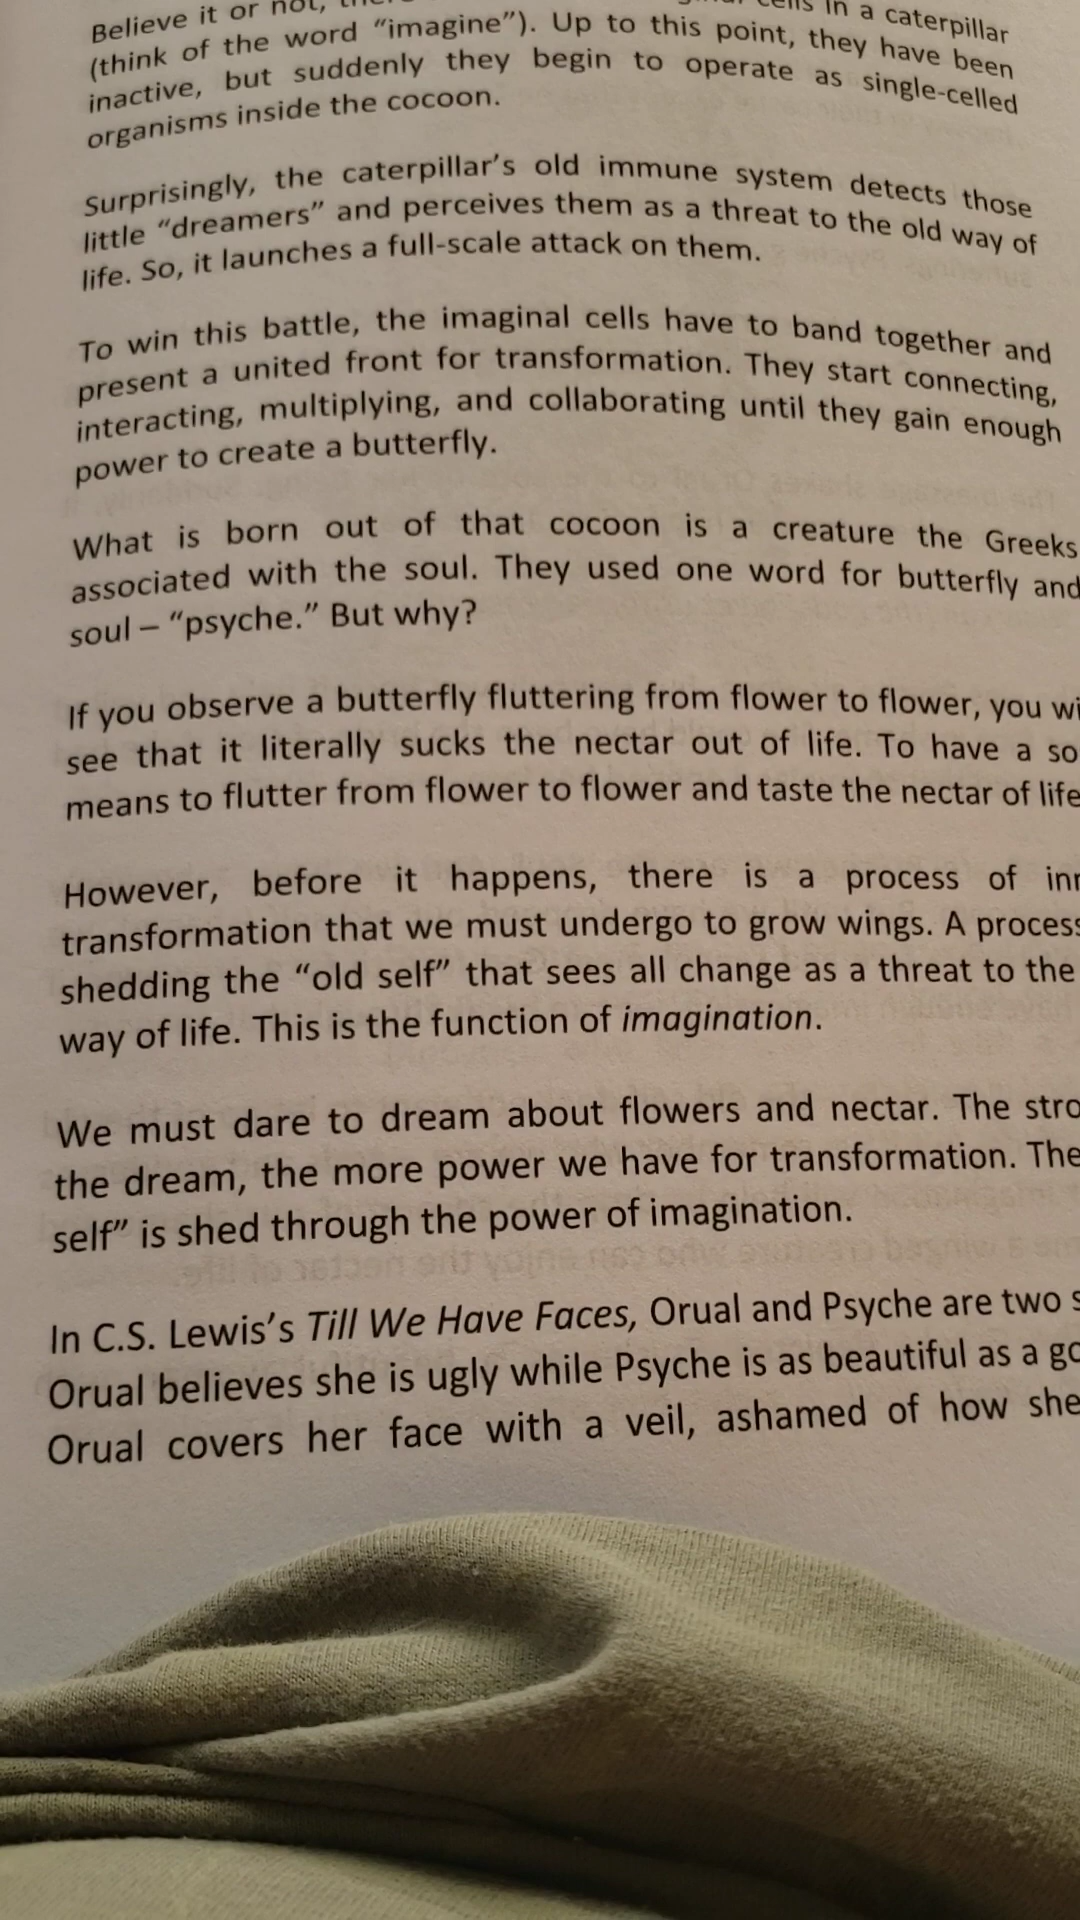 Believe it or not, cells in a caterpillar
(think of the word “imagine”). Up to this point, they have been
inactive, but suddenly they begin to operate as single-celled
organisms inside the cocoon.
Surprisingly, the caterpillar’s old immune system detects those
little “dreamers” and perceives them as a threat to the old way of
life. So, it launches a full-scale attack on them.
To win this battle, the imaginal cells have to band together and
present a united front for transformation. They start connecting,
interacting, multiplying, and collaborating until they gain enough
power to create a butterfly.
What is born out of that cocoon is a creature the Greeks
associated with the soul. They used one word for butterfly and
soul – “psyche.” But why?
If you observe a butterfly fluttering from flower to flower, you
see that it literally sucks the nectar out of life. To have a
means to flutter from flower to flower and taste the nectar of life
However, before it happens, there is a process of
transformation that we must undergo to grow wings. A process
shedding the “old self” that sees all change as a threat to the
way of life. This is the function of imagination.
We must dare to dream about flowers and nectar. The
the dream, the more power we have for transformation. The
self” is shed through the power of imagination.
In C.S. Lewis’s Till We Have Faces, Orual and Psyche are two
Orual believes she is ugly while Psyche is as beautiful as a
Orual covers her face with a veil, ashamed of how she